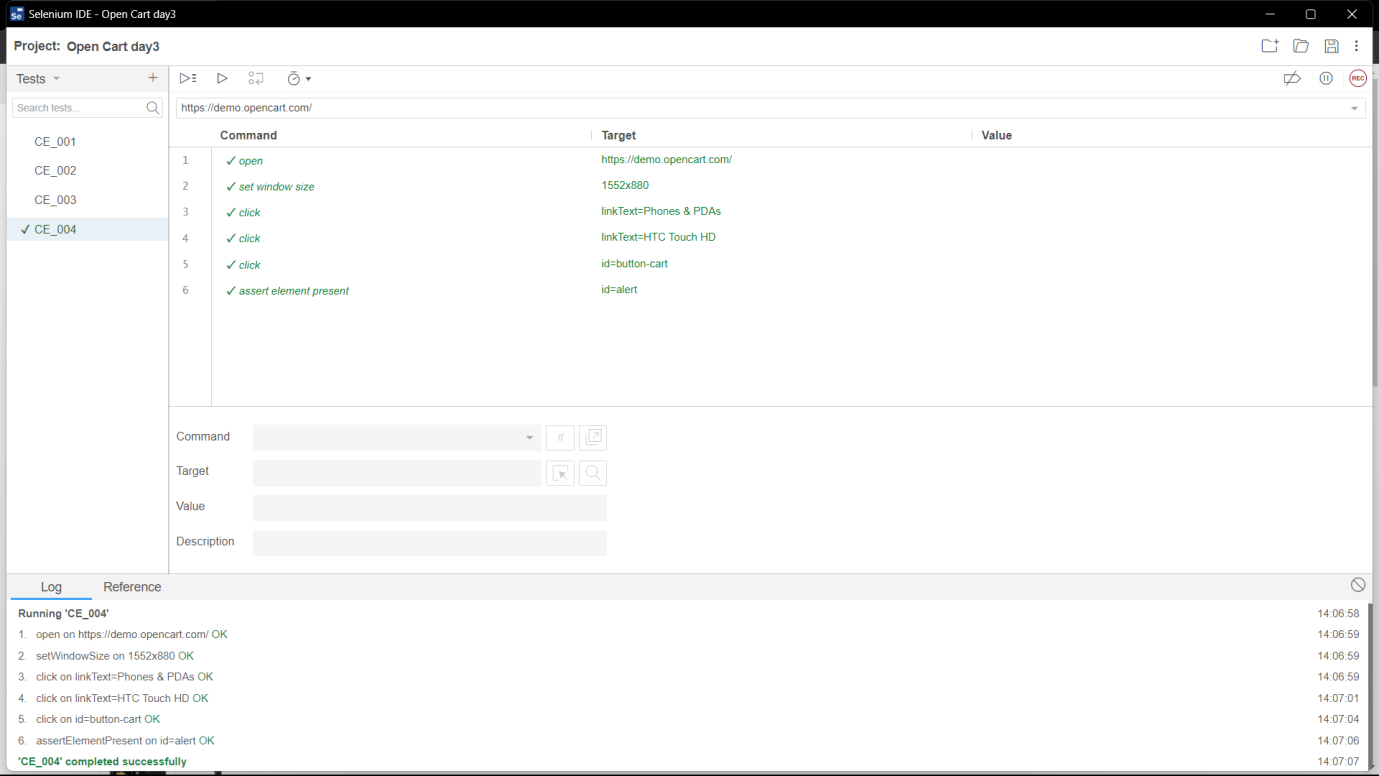 Se Selenium IDE - Open Cart day3
Project: Open Cart day3
Tests
Search tests...
CE_001
CE_002
CE_003
✓ CE_004
REC
https://demo.opencart.com/
Command Target Value
1 ✓ open https://demo.opencart.com/
2 ✓ set window size 1552x880
3 ✓ click linkText=Phones & PDAs
4 ✓ click linkText=HTC Touch HD
5 ✓ click id=button-cart
6 ✓ assert element present id=alert
Command //
Target
Value
Description
Log Reference
Running 'CE_004' 14:06:58
1. open on https://demo.opencart.com/ OK 14:06:59
2. setWindowSize on 1552x880 OK 14:06:59
3. click on linkText=Phones & PDAs OK 14:06:59
4. click on linkText=HTC Touch HD OK 14:07:01
5. click on id=button-cart OK 14:07:04
6. assertElementPresent on id=alert OK 14:07:06
'CE_004' completed successfully 14:07:07